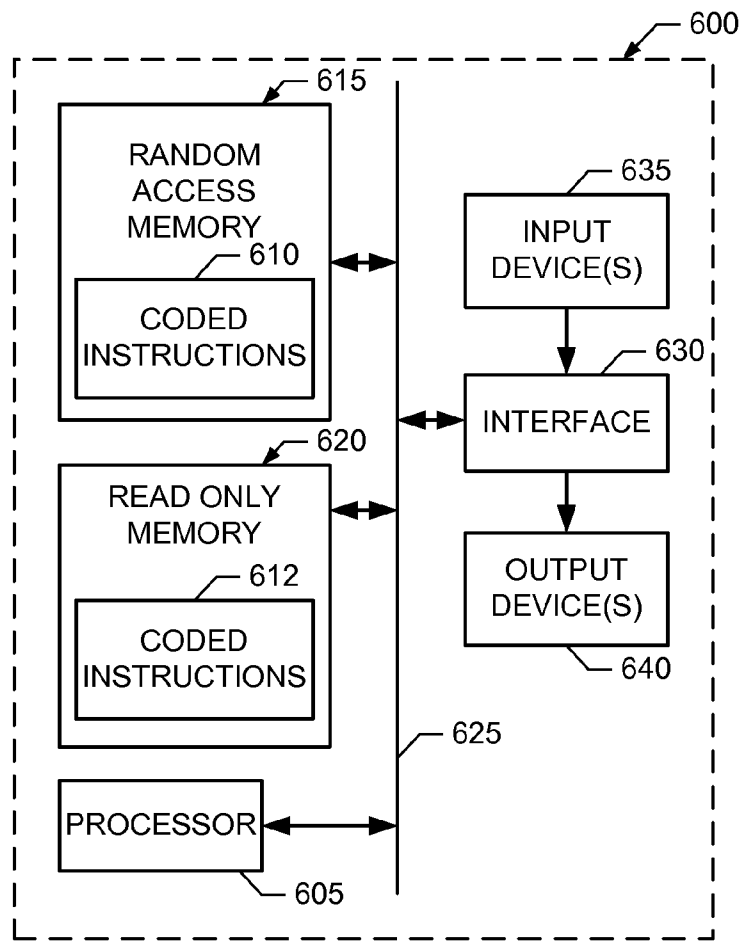 600
615
RANDOM
ACCESS
MEMORY
610
CODED
INSTRUCTIONS
620
READ ONLY
MEMORY
612
CODED
INSTRUCTIONS
PROCESSOR
605
625
635
INPUT
DEVICE(S)
630
INTERFACE
OUTPUT
DEVICE(S)
640